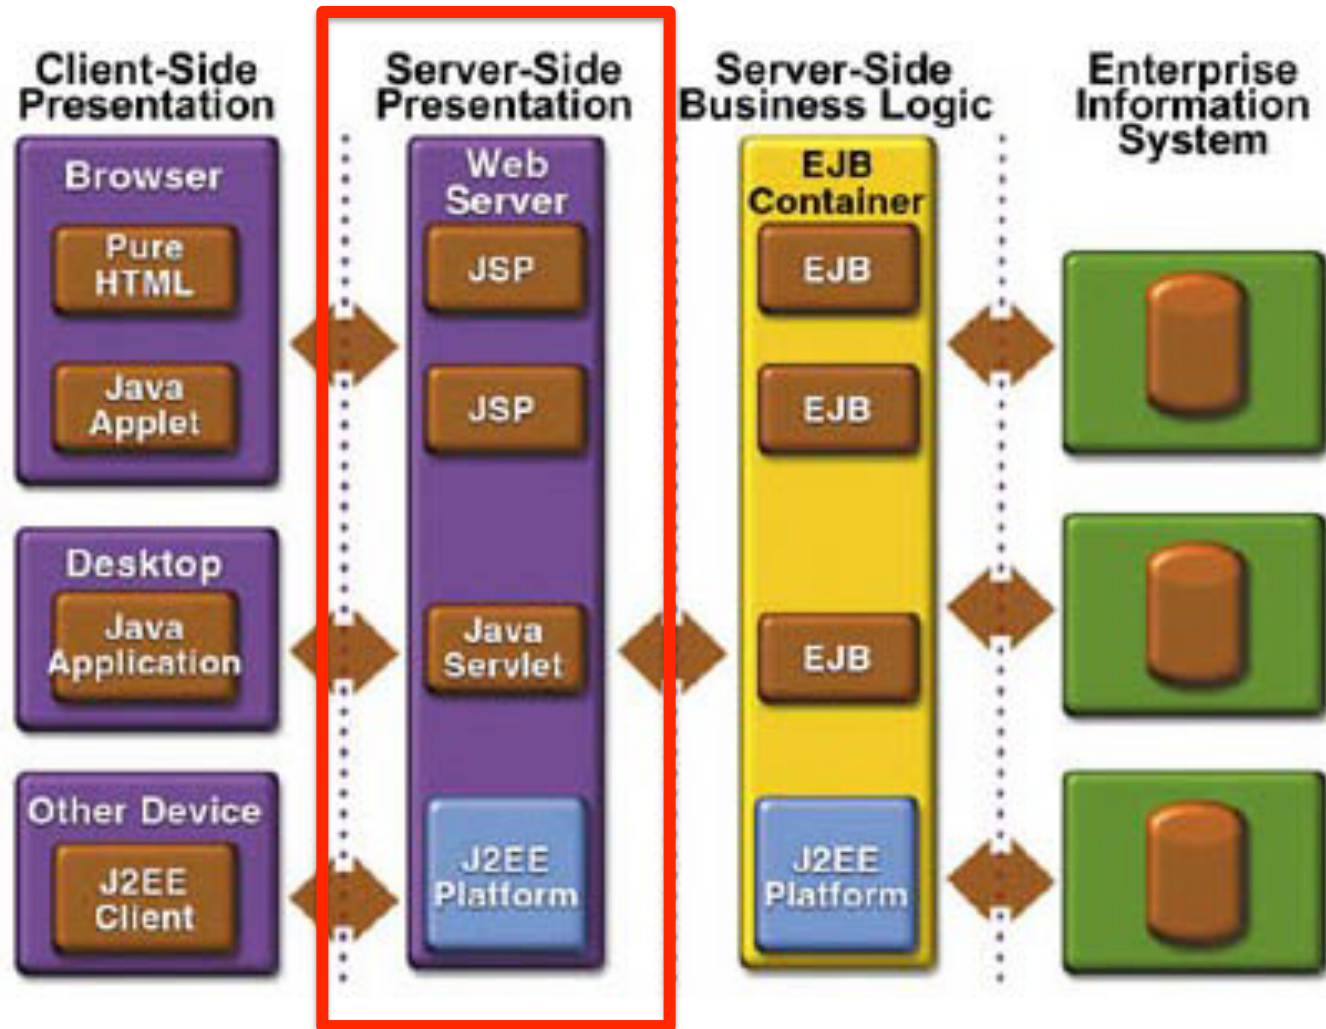 Client-Side
Presentation
Browser
Pure
HTML
Java
Applet
Desktop
Java
Application
Other Device
J2EE
Client
Server-Side
Presentation
Web
Server
JSP
JSP
Java
Servlet
J2EE
Platform
Server-Side
Business Logic
EJB
Container
EJB
EJB
EJB
J2EE
Platform
Enterprise
Information
System